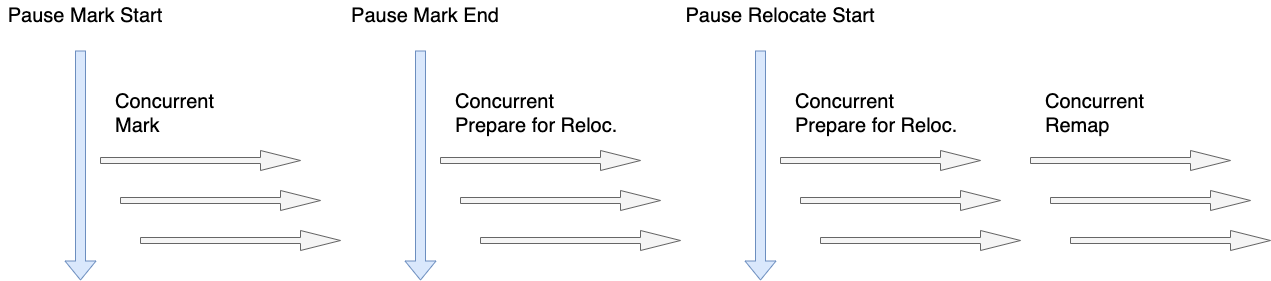 Pause Mark Start
Pause Mark End
Pause Relocate Start
Concurrent
Mark
Concurrent
Prepare for Reloc.
Concurrent
Prepare for Reloc.
Concurrent
Remap